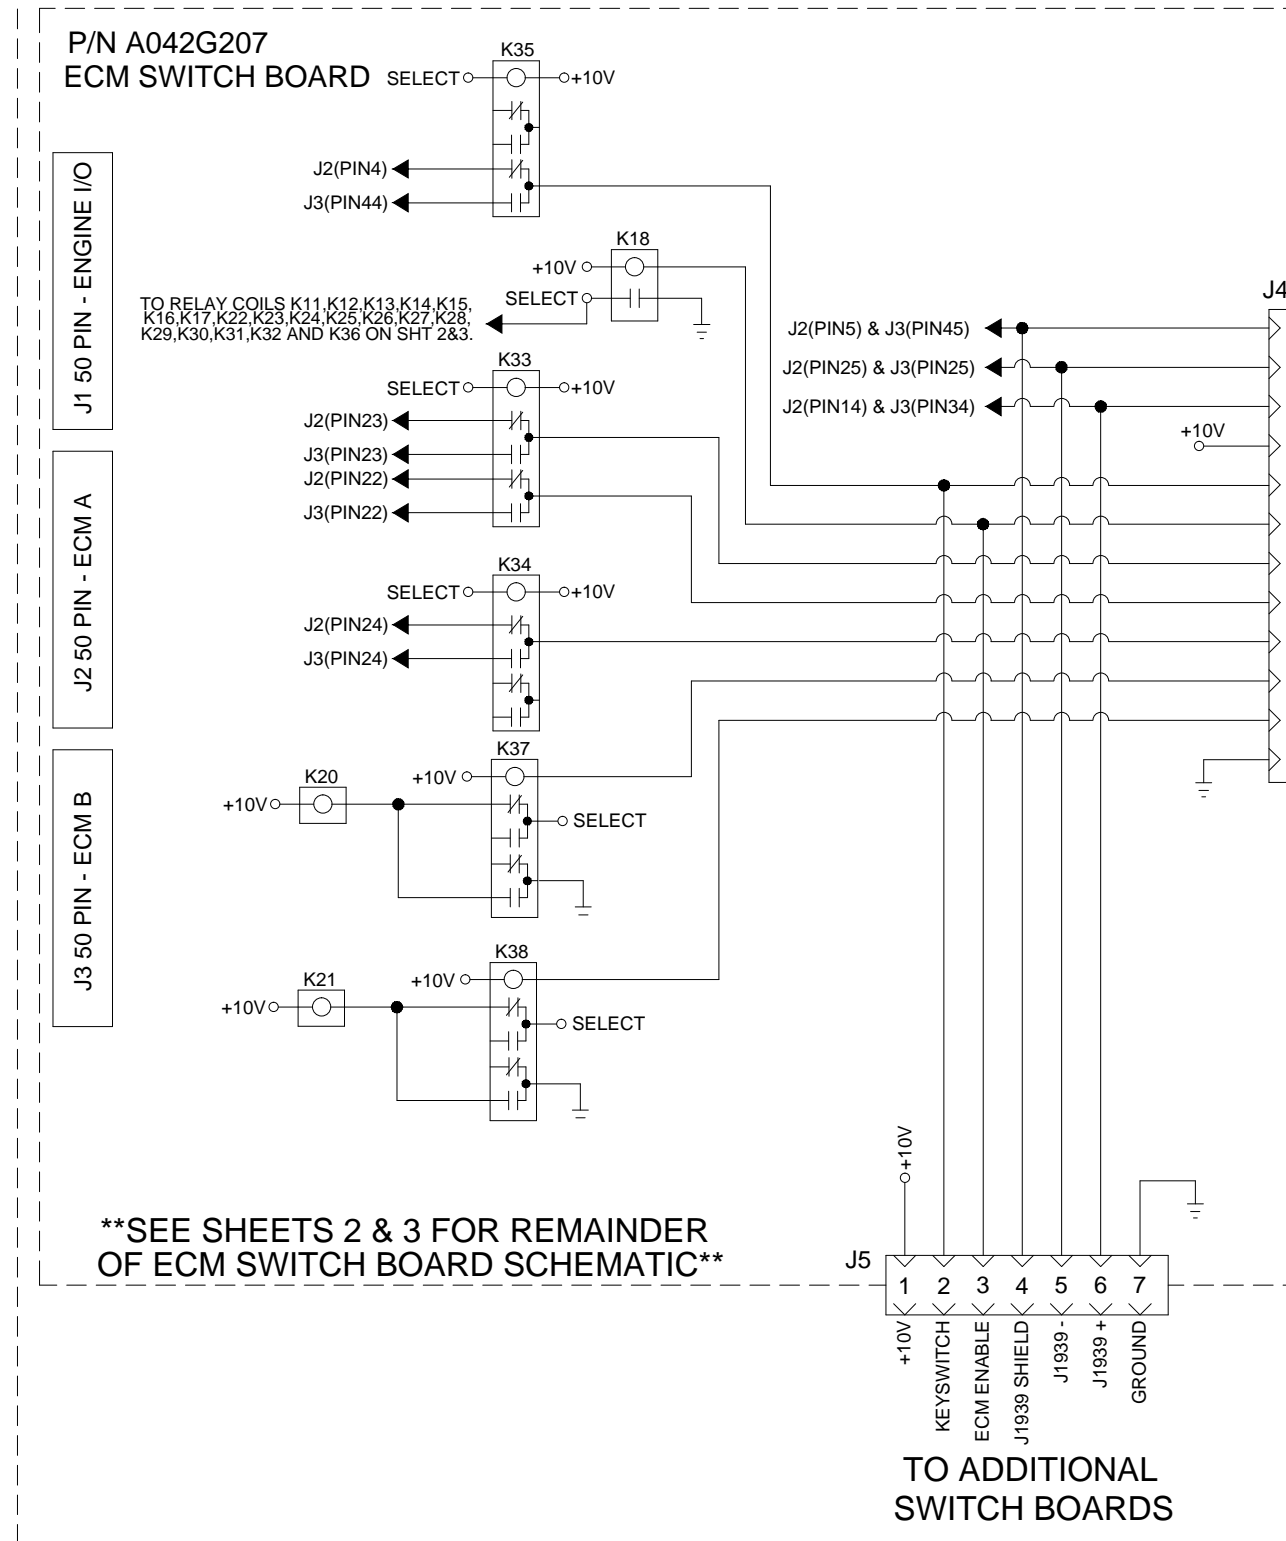 P/N A042G207
ECM SWITCH BOARD
J1 50 PIN - ENGINE I/O
J2 50 PIN - ECM A
J3 50 PIN - ECM B
K35
SELECT
+10V
J2(PIN4)
J3(PIN44)
K18
+10V
SELECT
TO RELAY COILS K11,K12,K13,K14,K15,
K16,K17,K22,K23,K24,K25,K26,K27,K28,
K29,K30,K31,K32 AND K36 ON SHT 2&3.
K33
SELECT
+10V
J2(PIN23)
J3(PIN23)
J2(PIN22)
J3(PIN22)
K34
SELECT
+10V
J2(PIN24)
J3(PIN24)
K37
+10V
K20
+10V
SELECT
K38
+10V
K21
+10V
SELECT
J4
J2(PIN5) & J3(PIN45)
J2(PIN25) & J3(PIN25)
J2(PIN14) & J3(PIN34)
+10V
**SEE SHEETS 2 & 3 FOR REMAINDER
OF ECM SWITCH BOARD SCHEMATIC**
+10V
J5
1 2 3 4 5 6 7
+10V
KEYSWITCH
ECM ENABLE
J1939 SHIELD
J1939 -
J1939 +
GROUND
TO ADDITIONAL
SWITCH BOARDS